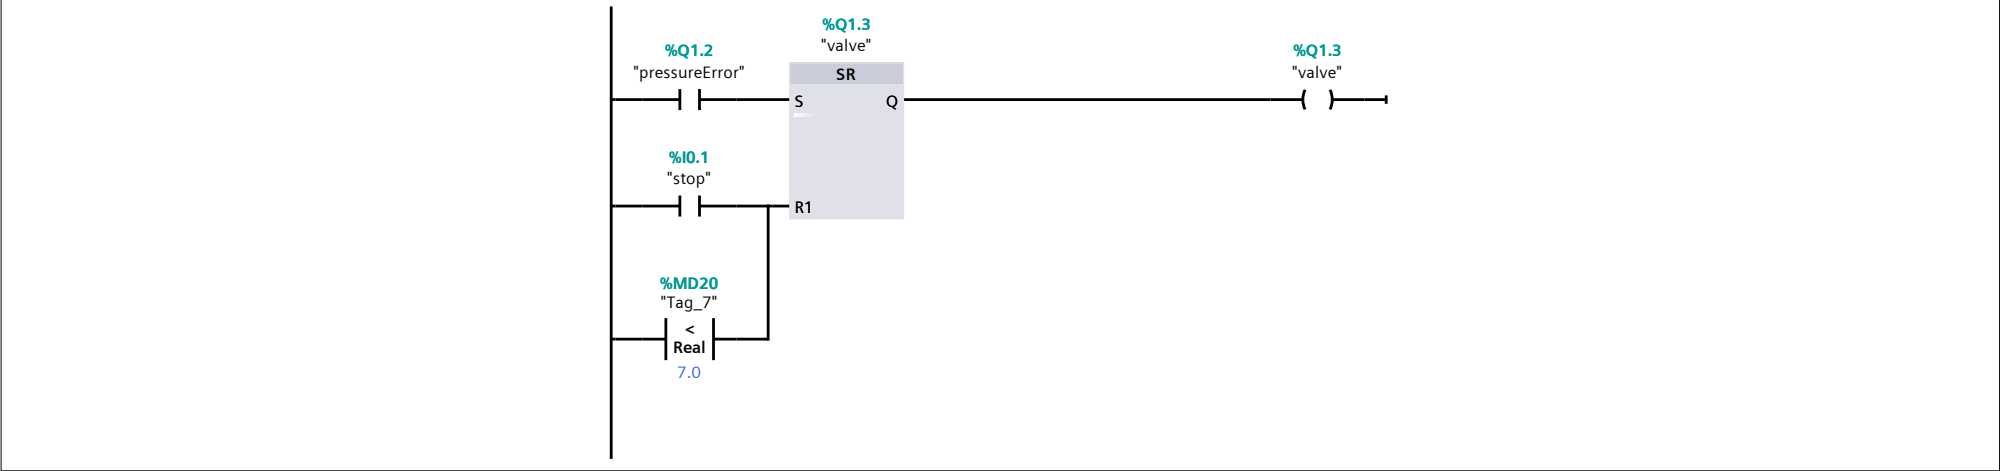 %Q1.3
"valve"
%Q1.2
"pressureError"
SR
%Q1.3
"valve"
S
Q
%I0.1
"stop"
R1
%MD20
"Tag_7"
<
Real
7.0